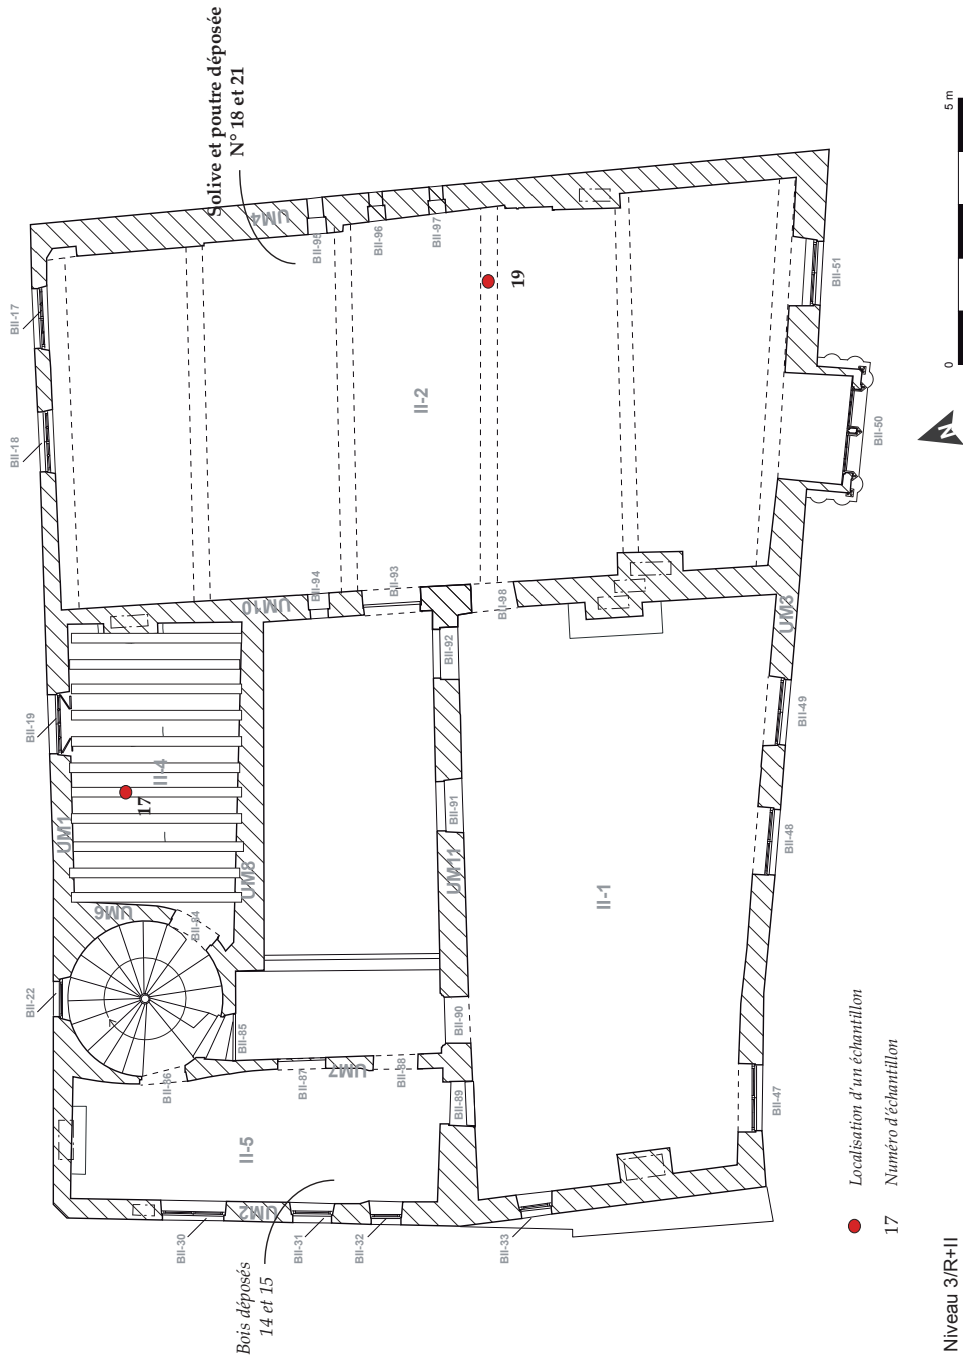 Solive et poutre déposée
N° 18 et 21
UM4
BII-95
BII-96
BII-97
BII-17
BII-18
19
BII-51
BII-50
II-2
BII-94
BII-93
UM10
BII-98
BII-92
UM3
BII-19
II-4
17
UM1
UM8
BII-91
UM11
BII-49
BII-48
II-1
UM6
BII-84
BII-22
BII-85
BII-90
BII-86
BII-87
UM7
BII-88
BII-89
BII-47
II-5
BII-30
UM2
BII-31
BII-32
BII-33
Bois déposés
14 et 15
Localisation d'un échantillon
17 Numéro d'échantillon
N
0 5 m
Niveau 3/R+II